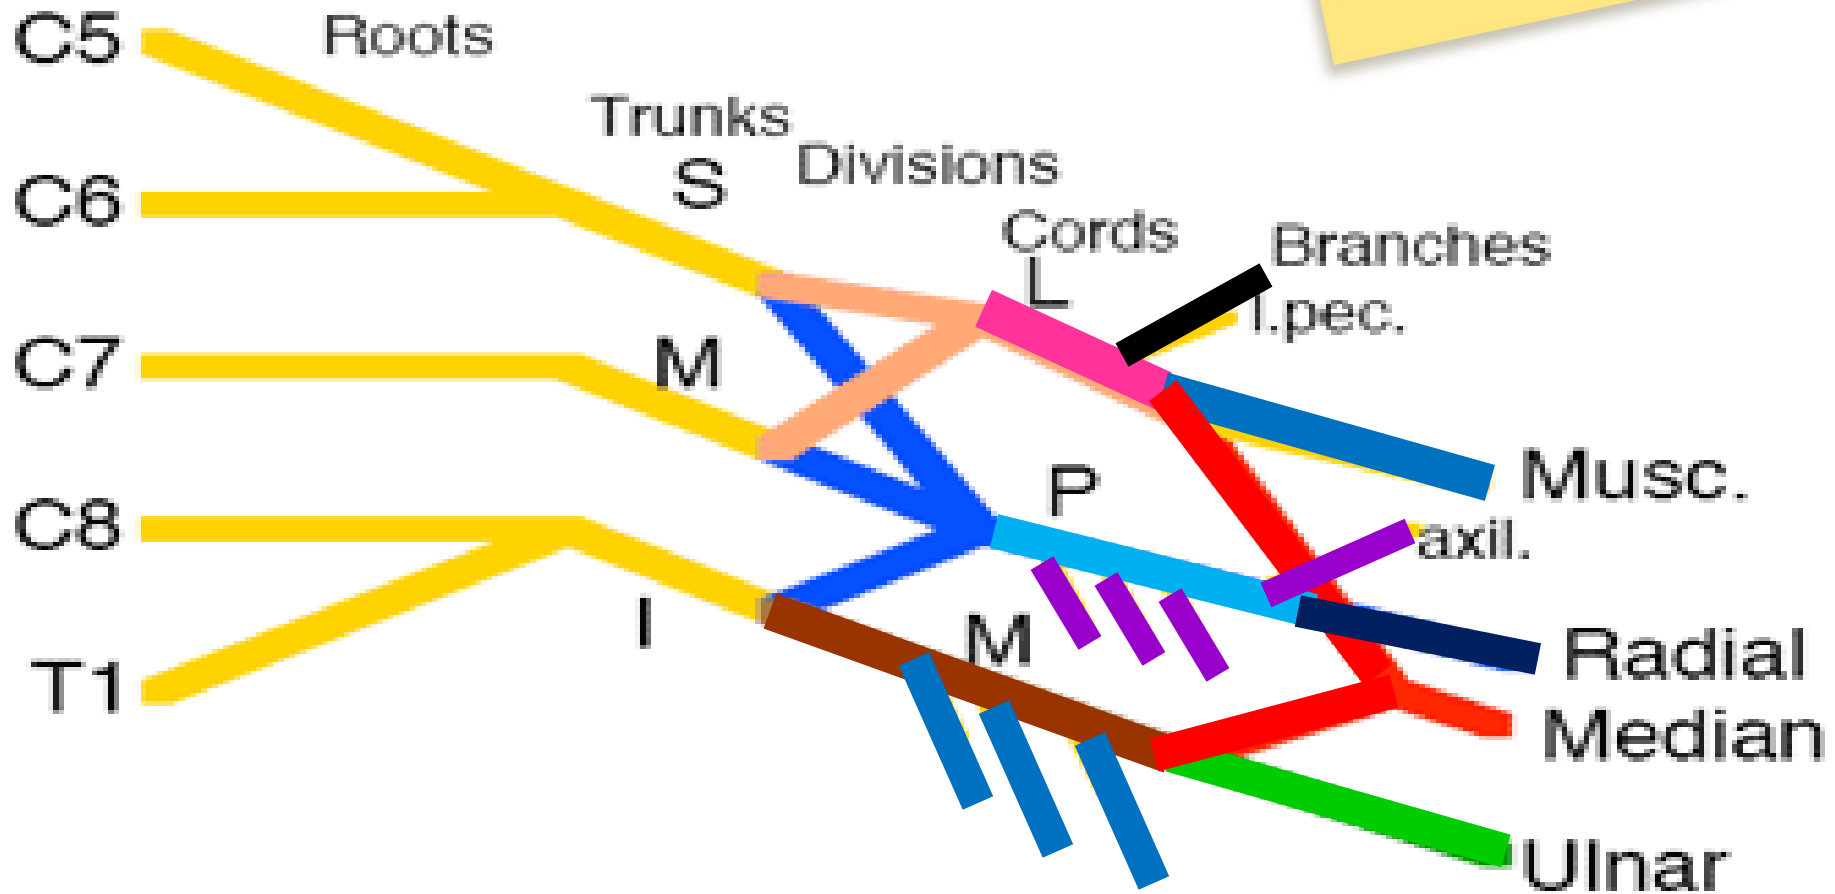 C5
Roots
Trunks
S
Divisions
C6
Cords
L
Branches
l.pec.
C7
M
Musc.
P
C8
axil.
I
M
Radial
T1
Median
Ulnar